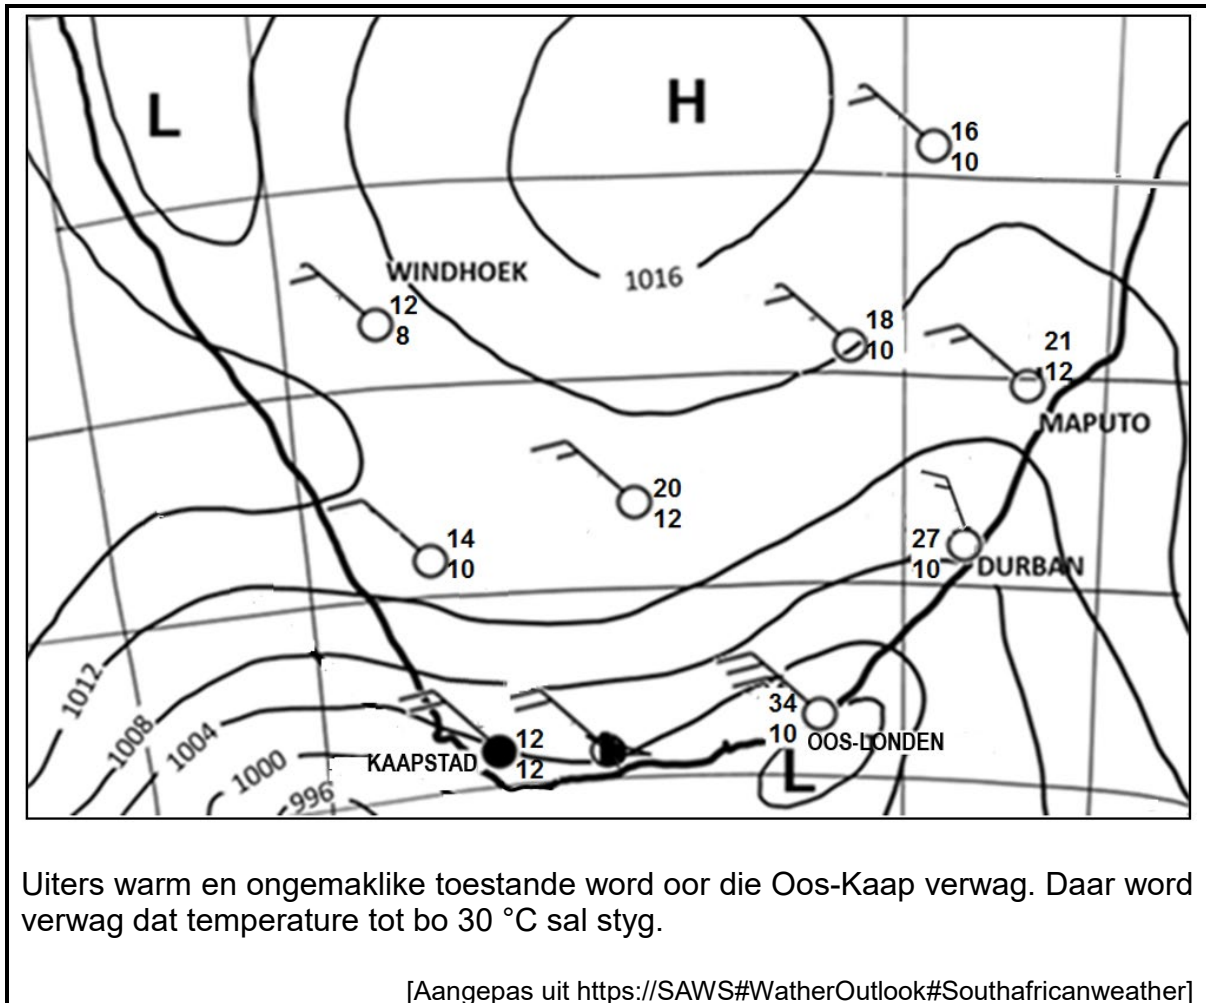 L
H
16
10
WINDHOEK
1016
12
8
18
10
21
12
MAPUTO
20
12
27
10
DURBAN
14
10
1012
1008
1004
1000
996
KAAPSTAD
12
12
34
10
OOS-LONDEN
L
Uiters warm en ongemaklike toestande word oor die Oos-Kaap verwag. Daar word
verwag dat temperature tot bo 30 °C sal styg.
[Aangepas uit https://SAWS#WatherOutlook#Southafricanweather]